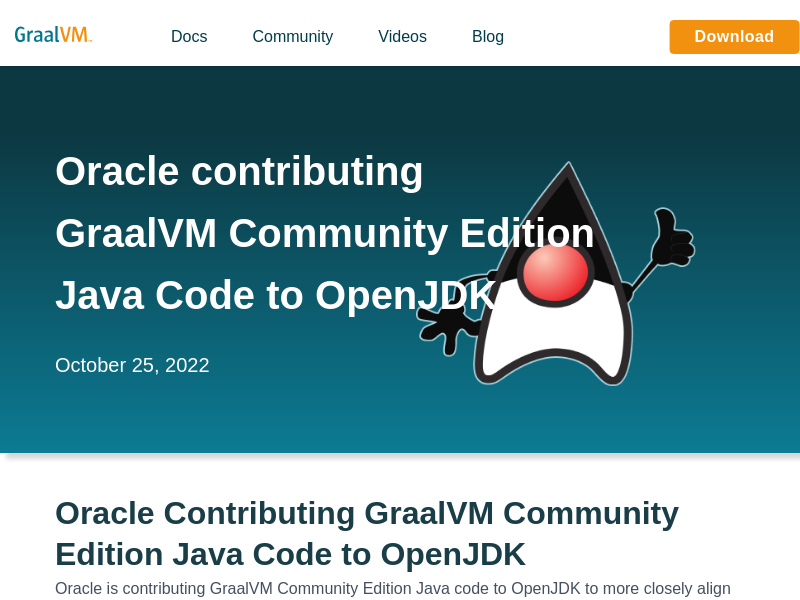 GraalVM
Docs
Community
Videos
Blog
Download
Oracle contributing
GraalVM Community Edition
Java Code to OpenJDK
October 25, 2022
Oracle Contributing GraalVM Community
Edition Java Code to OpenJDK
Oracle is contributing GraalVM Community Edition Java code to OpenJDK to more closely align